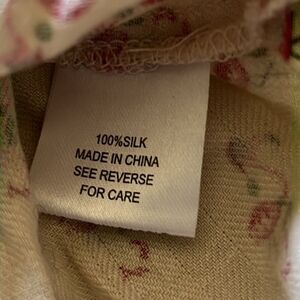 100%SILK
MADE IN CHINA
SEE REVERSE
FOR CARE